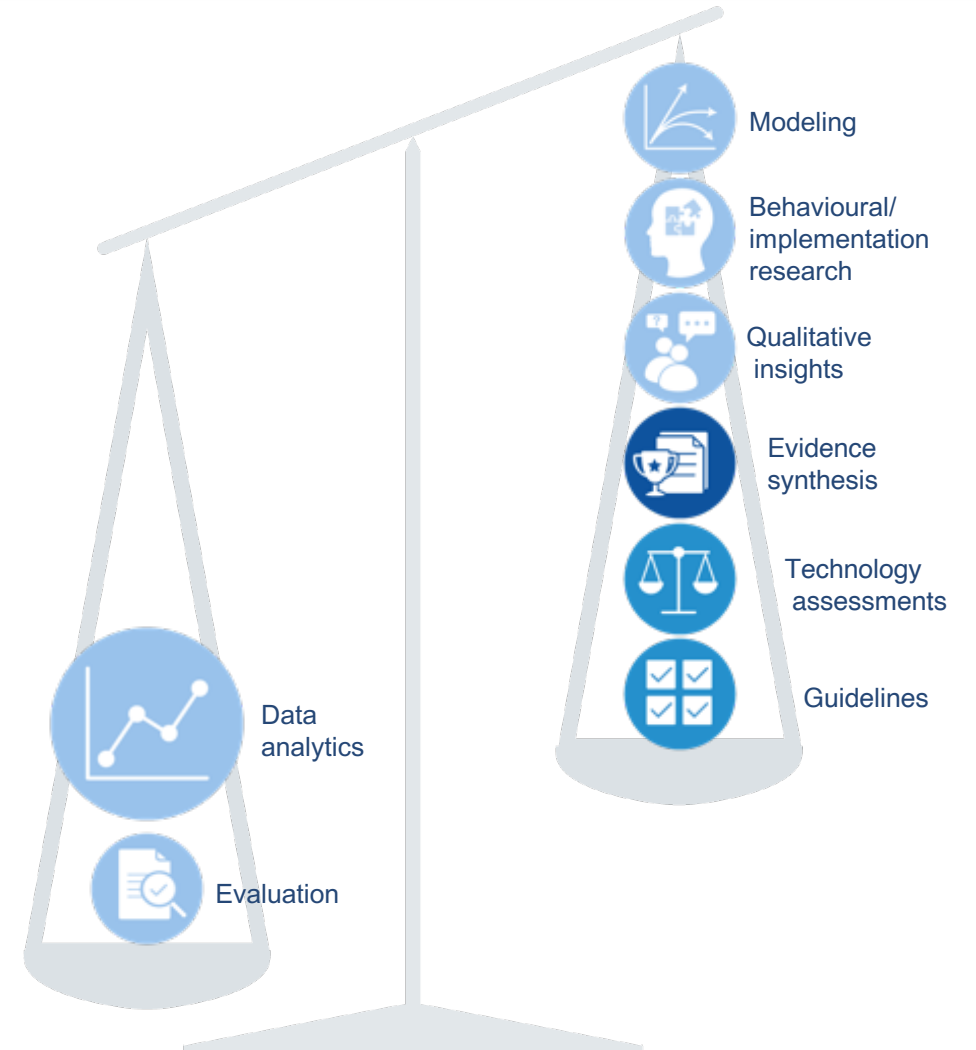 Modeling
Behavioural/
implementation
research
Qualitative
insights
Evidence
synthesis
Technology
assessments
Guidelines
Data
analytics
Evaluation